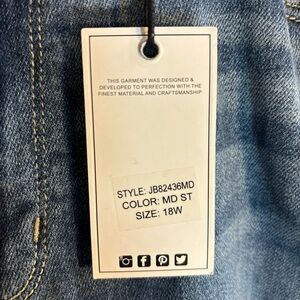 THIS GARMENT WAS DESIGNED &
DEVELOPED TO PERFECTION WITH THE
FINEST MATERIAL AND CRAFTSMANSHIP
STYLE: JB82436MD
COLOR: MD ST
SIZE: 18W